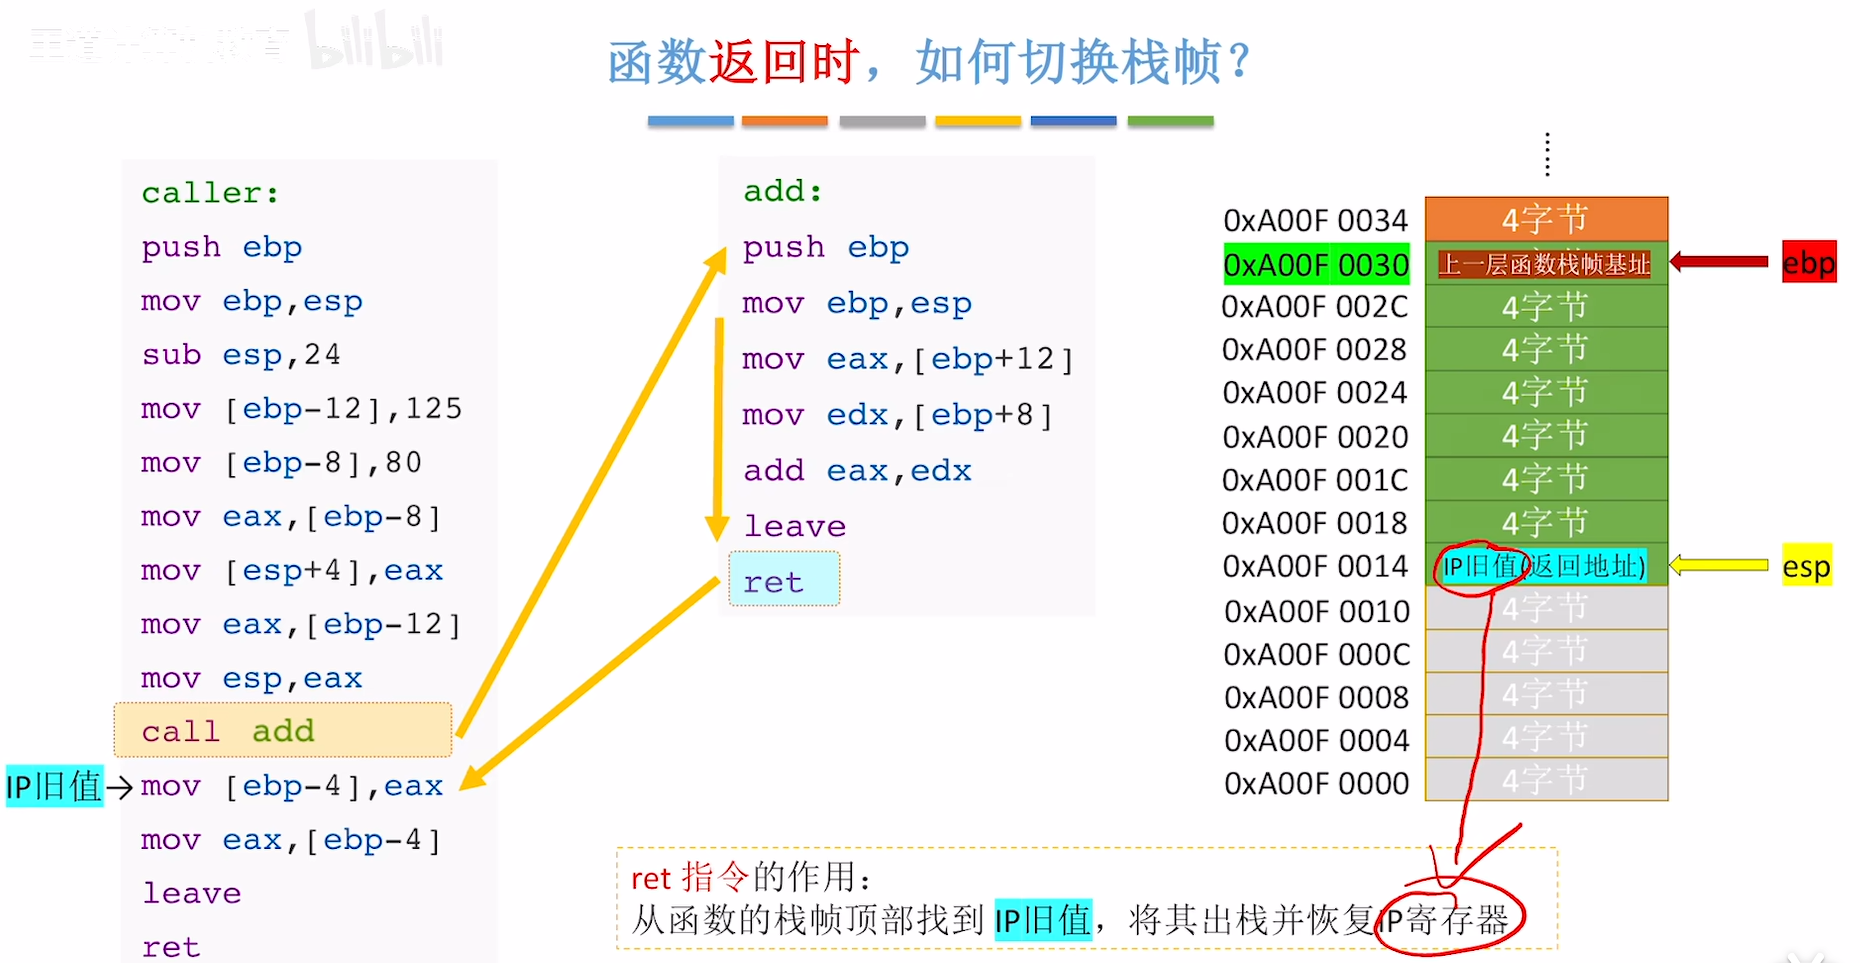 bilibili
函数返回时，如何切换栈帧？
caller:
push ebp
mov ebp,esp
sub esp,24
mov [ebp-12],125
mov [ebp-8],80
mov eax,[ebp-8]
mov [esp+4],eax
mov eax,[ebp-12]
mov esp,eax
call add
IP旧值→mov [ebp-4],eax
mov eax,[ebp-4]
leave
ret
add:
push ebp
mov ebp,esp
mov eax,[ebp+12]
mov edx,[ebp+8]
add eax,edx
leave
ret
0xA00F 0034 4字节
0xA00F 0030 上一层函数栈帧基址 ebp
0xA00F 002C 4字节
0xA00F 0028 4字节
0xA00F 0024 4字节
0xA00F 0020 4字节
0xA00F 001C 4字节
0xA00F 0018 4字节
0xA00F 0014 IP旧值(返回地址) esp
0xA00F 0010 4字节
0xA00F 000C 4字节
0xA00F 0008 4字节
0xA00F 0004 4字节
0xA00F 0000 4字节
ret 指令的作用：
从函数的栈帧顶部找到 IP旧值，将其出栈并恢复IP寄存器